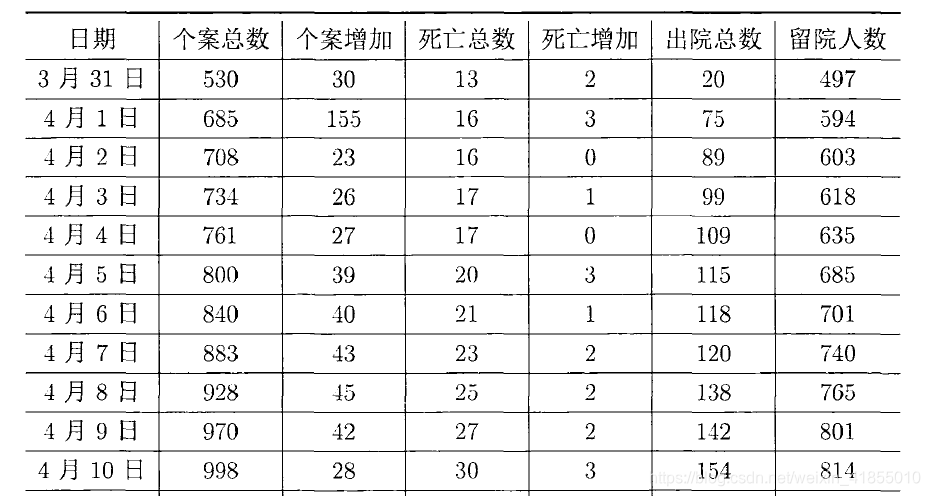 日期 个案总数 个案增加 死亡总数 死亡增加 出院总数 留院人数
3 月 31 日 530 30 13 2 20 497
4 月 1 日 685 155 16 3 75 594
4 月 2 日 708 23 16 0 89 603
4 月 3 日 734 26 17 1 99 618
4 月 4 日 761 27 17 0 109 635
4 月 5 日 800 39 20 3 115 685
4 月 6 日 840 40 21 1 118 701
4 月 7 日 883 43 23 2 120 740
4 月 8 日 928 45 25 2 138 765
4 月 9 日 970 42 27 2 142 801
4 月 10 日 998 28 30 3 154 814
https://blog.csdn.net/weixin_41855010